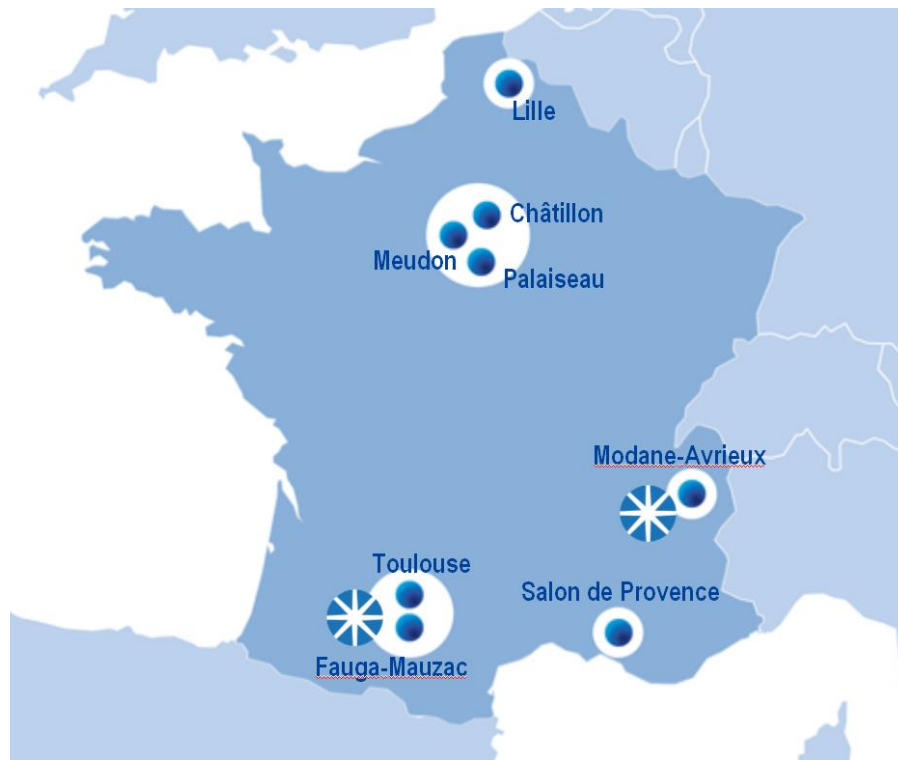 Lille
Châtillon
Meudon
Palaiseau
Modane-Avrieux
Toulouse
Salon de Provence
Fauga-Mauzac